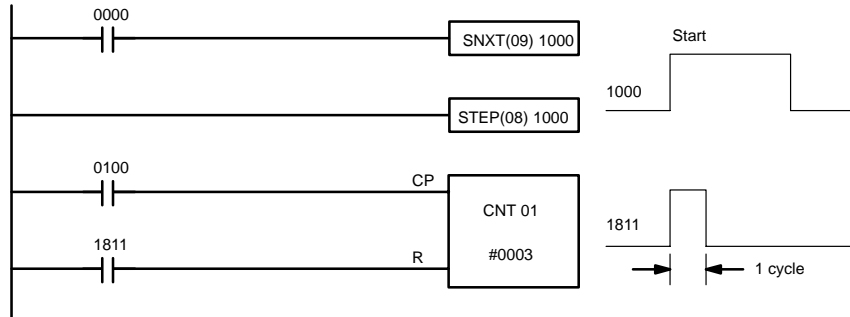 0000
SNXT(09) 1000
Start
1000
STEP(08) 1000
0100
CP
CNT 01
1811
1811
R
#0003
1 cycle